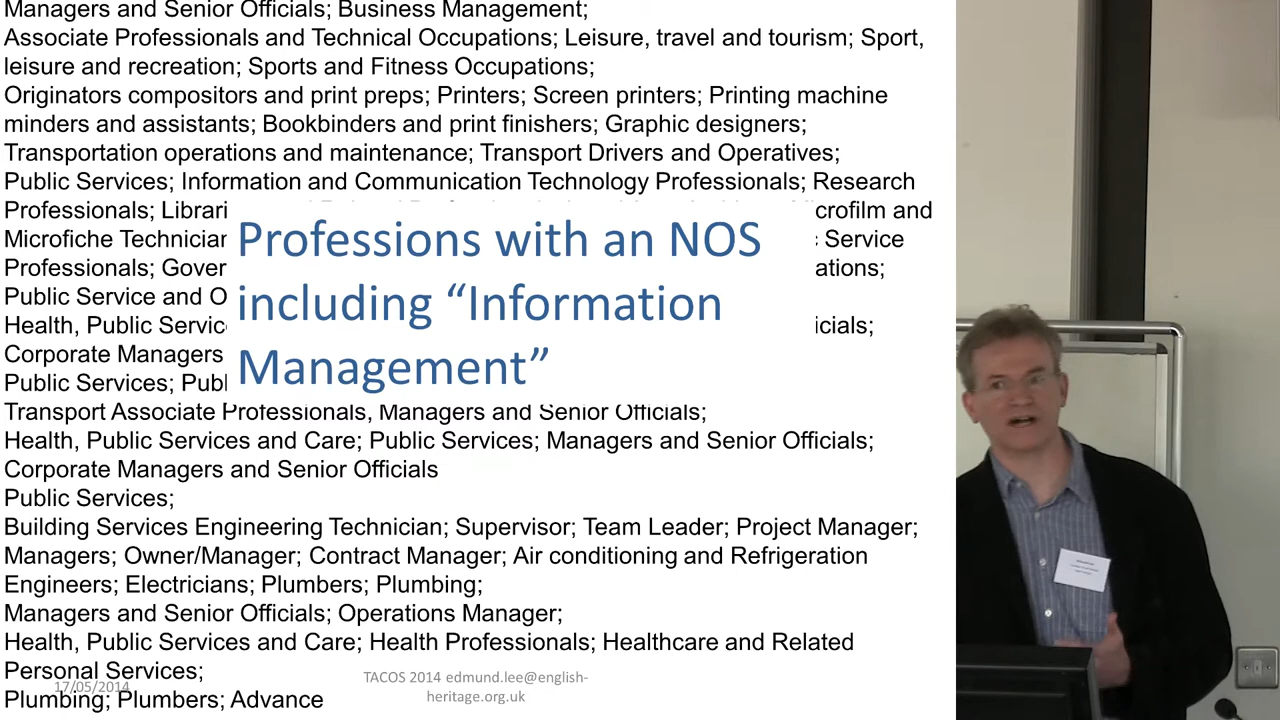 Managers and Senior Officials; Business Management;
Associate Professionals and Technical Occupations; Leisure, travel and tourism; Sport,
leisure and recreation; Sports and Fitness Occupations;
Originators compositors and print preps; Printers; Screen printers; Printing machine
minders and assistants; Bookbinders and print finishers; Graphic designers;
Transportation operations and maintenance; Transport Drivers and Operatives;
Public Services; Information and Communication Technology Professionals; Research
Professionals; Librari crofilm and
Microfiche Technician Service
Professionals; Gover ations;
Public Service and O
Health, Public Servic icials;
Corporate Managers
Public Services; Publ
Professions with an NOS
including “Information
Management”
Transport Associate Professionals, Managers and Senior Officials;
Health, Public Services and Care; Public Services; Managers and Senior Officials;
Corporate Managers and Senior Officials
Public Services;
Building Services Engineering Technician; Supervisor; Team Leader; Project Manager;
Managers; Owner/Manager; Contract Manager; Air conditioning and Refrigeration
Engineers; Electricians; Plumbers; Plumbing;
Managers and Senior Officials; Operations Manager;
Health, Public Services and Care; Health Professionals; Healthcare and Related
Personal Services;
Plumbing; Plumbers; Advance
17/05/2014
TACOS 2014 edmund.lee@english-
heritage.org.uk